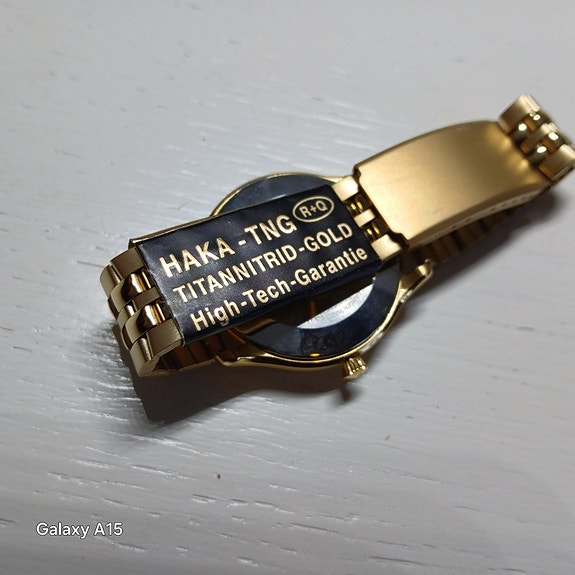 HAKA-TNG R+Q
TITANNITRID-GOLD
High-Tech-Garantie
Galaxy A15